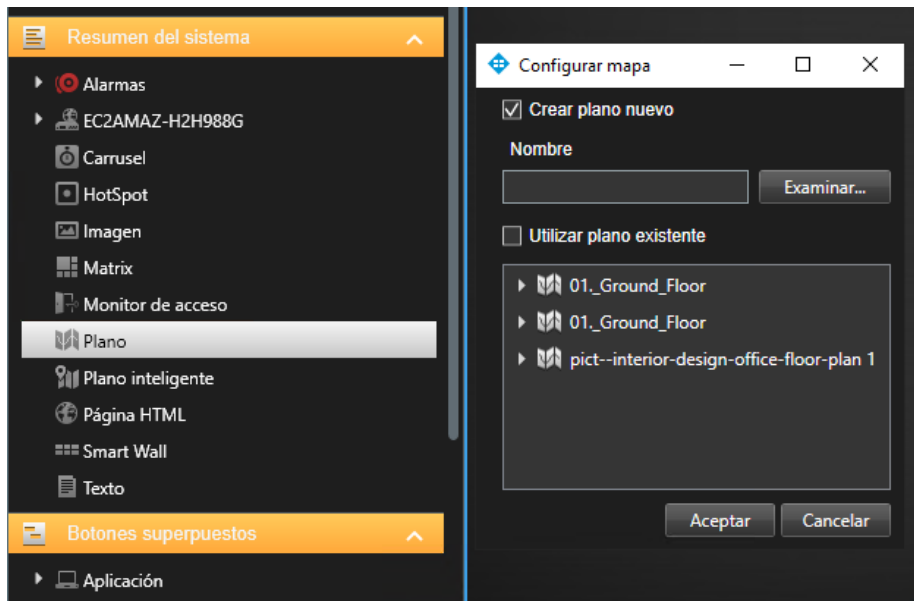 Resumen del sistema
Alarmas
EC2AMAZ-H2H988G
Carrusel
HotSpot
Imagen
Matrix
Monitor de acceso
Plano
Plano inteligente
Página HTML
Smart Wall
Texto
Botones superpuestos
Aplicación
Configurar mapa
Crear plano nuevo
Nombre
Examinar...
Utilizar plano existente
01._Ground_Floor
01._Ground_Floor
pict--interior-design-office-floor-plan 1
Aceptar Cancelar